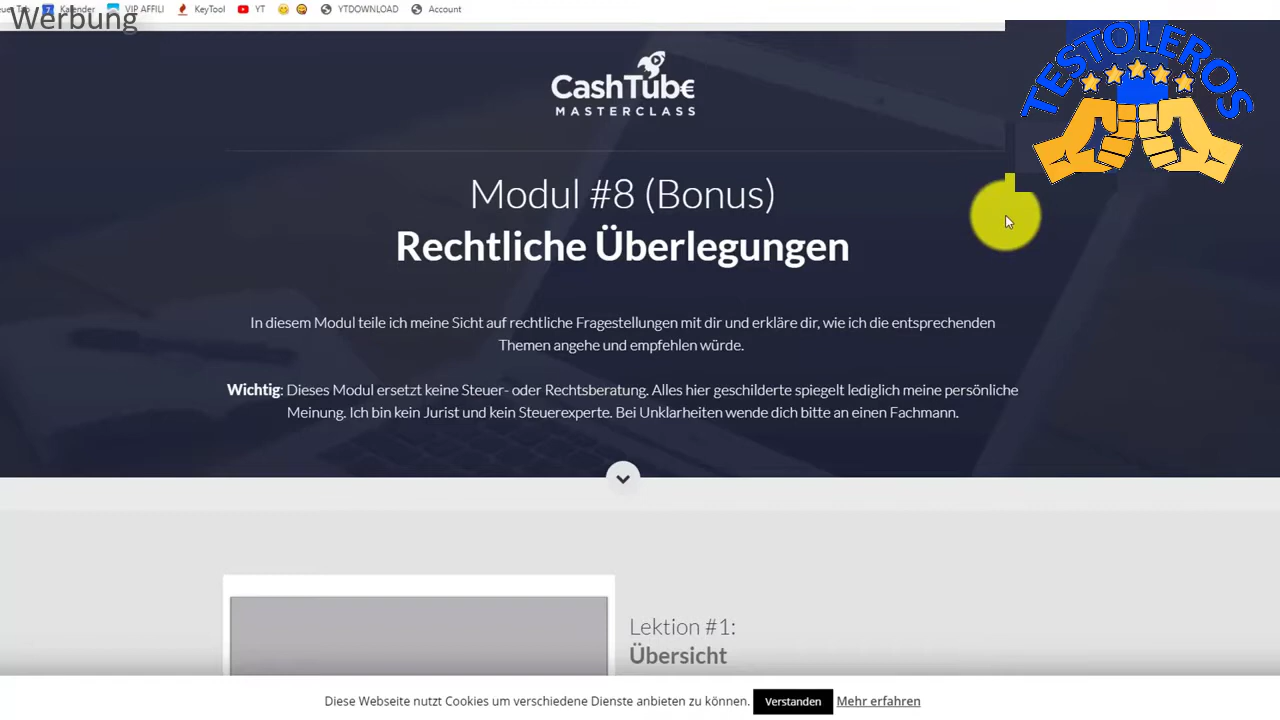 Kalender VIP AFFILI KeyTool YT YTDOWNLOAD Account
Werbung
TESTOLEROS
CashTub€
MASTERCLASS
Modul #8 (Bonus)
Rechtliche Überlegungen
In diesem Modul teile ich meine Sicht auf rechtliche Fragestellungen mit dir und erkläre dir, wie ich die entsprechenden
Themen angehe und empfehlen würde.
Wichtig: Dieses Modul ersetzt keine Steuer- oder Rechtsberatung. Alles hier geschilderte spiegelt lediglich meine persönliche
Meinung. Ich bin kein Jurist und kein Steuerexperte. Bei Unklarheiten wende dich bitte an einen Fachmann.
Lektion #1:
Übersicht
Diese Webseite nutzt Cookies um verschiedene Dienste anbieten zu können. Verstanden Mehr erfahren